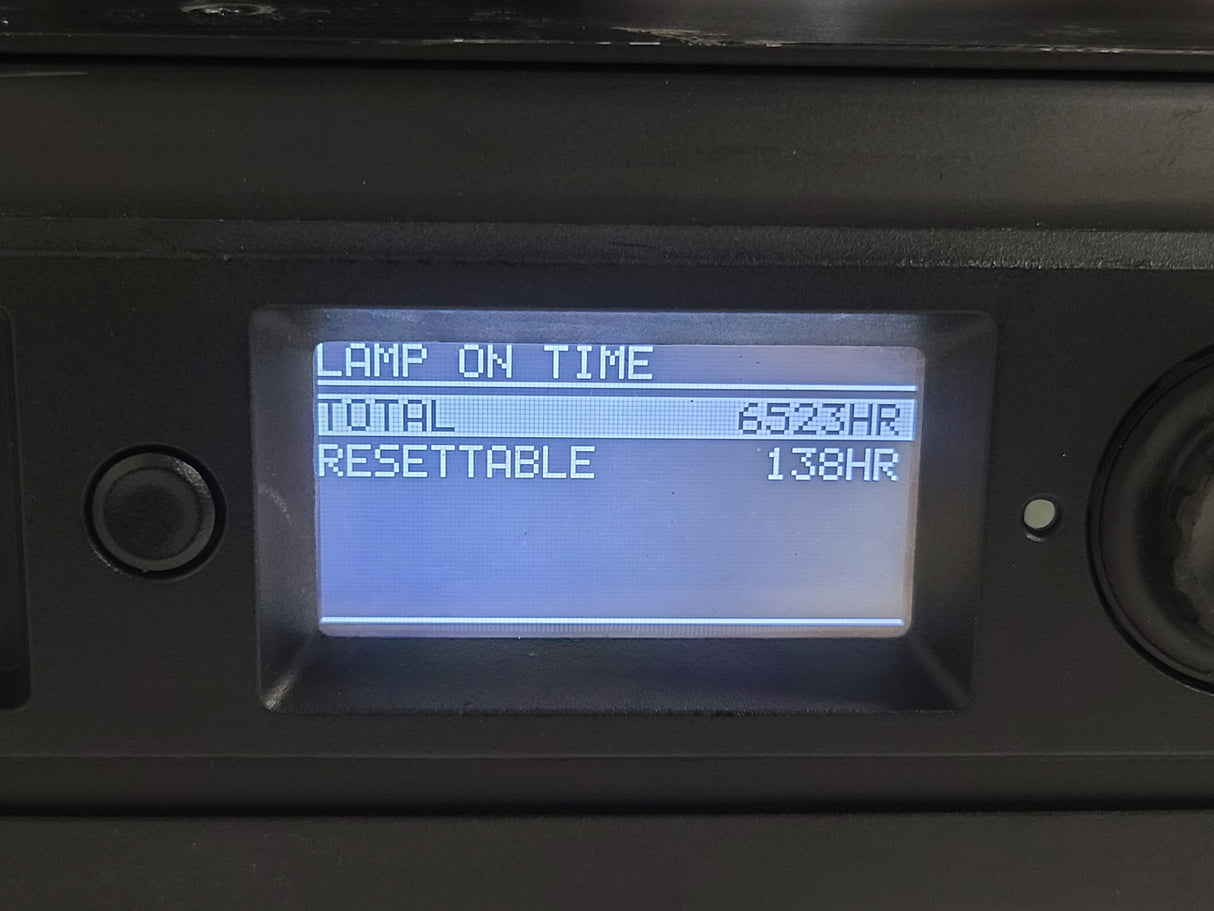 LAMP ON TIME
TOTAL 6523HR
RESETTABLE 138HR